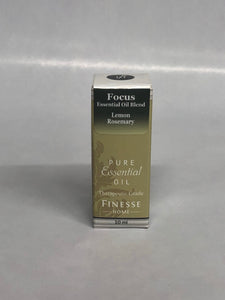 Focus
Essential Oil Blend
Lemon
Rosemary
PURE
Essential
OIL
Therapeutic Grade
FINESSE
HOME
10 ml